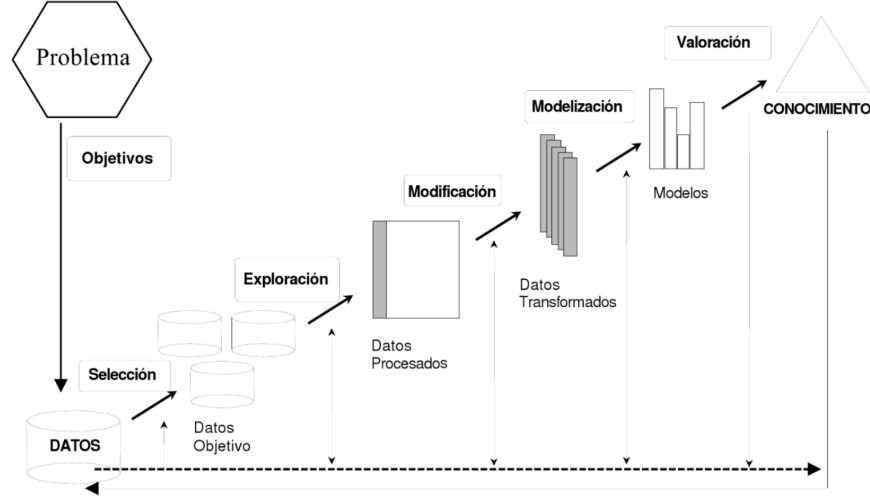 Problema
Objetivos
DATOS
Selección
Datos
Objetivo
Exploración
Datos
Procesados
Modificación
Datos
Transformados
Modelización
Modelos
Valoración
CONOCIMIENTO